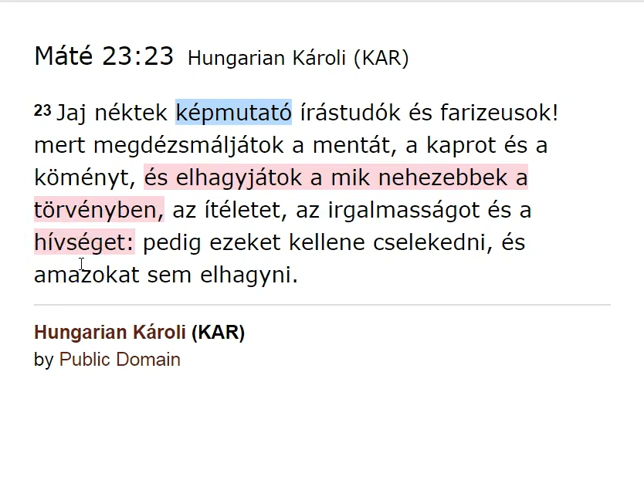 Máté 23:23 Hungarian Károli (KAR)
23 Jaj néktek képmutató írástudók és farizeusok!
mert megdézsmáljátok a mentát, a kaprot és a
köményt, és elhagyjátok a mik nehezebbek a
törvényben, az ítéletet, az irgalmasságot és a
hívséget: pedig ezeket kellene cselekedni, és
amazokat sem elhagyni.
Hungarian Károli (KAR)
by Public Domain